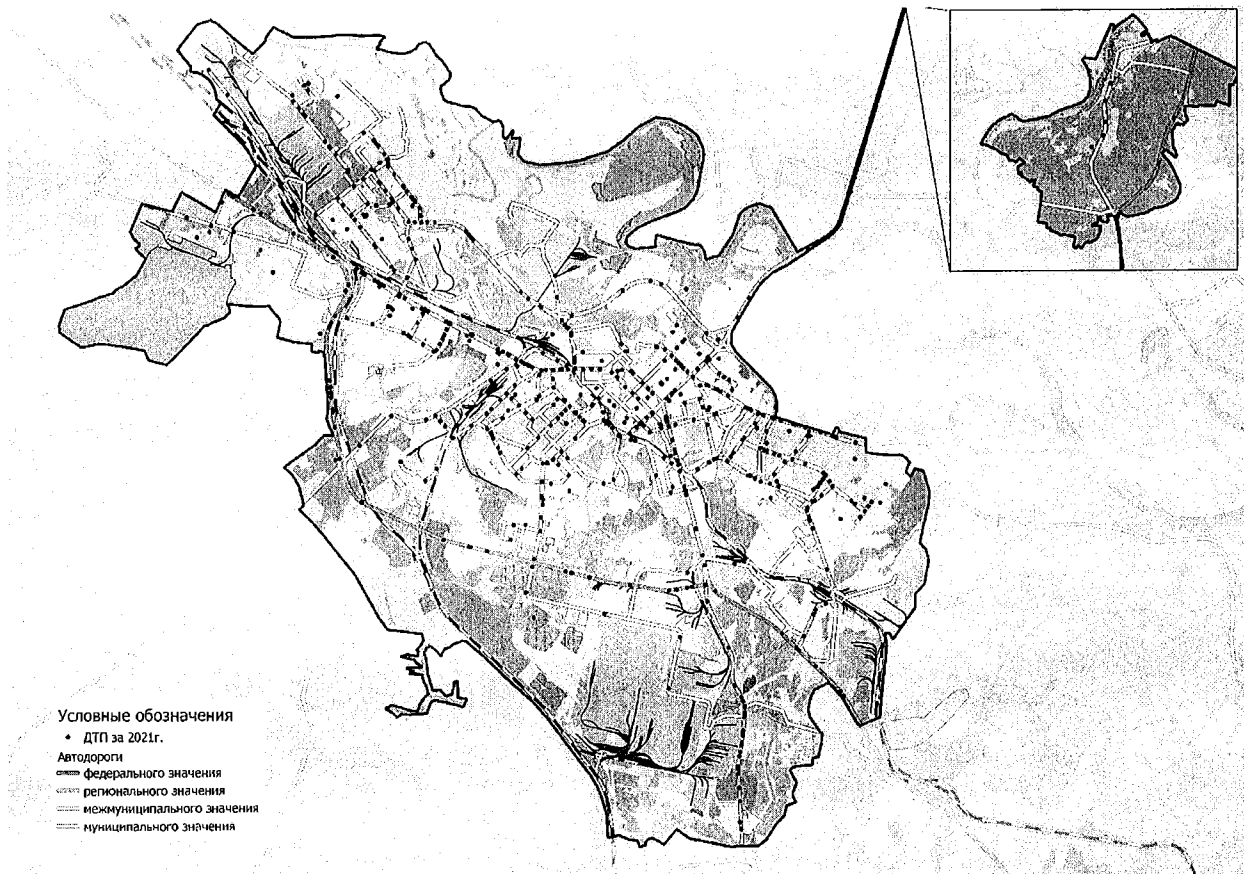 Условные обозначения
ДТП за 2021г.
Автодороги
федерального значения
регионального значения
межмуниципального значения
муниципального значения